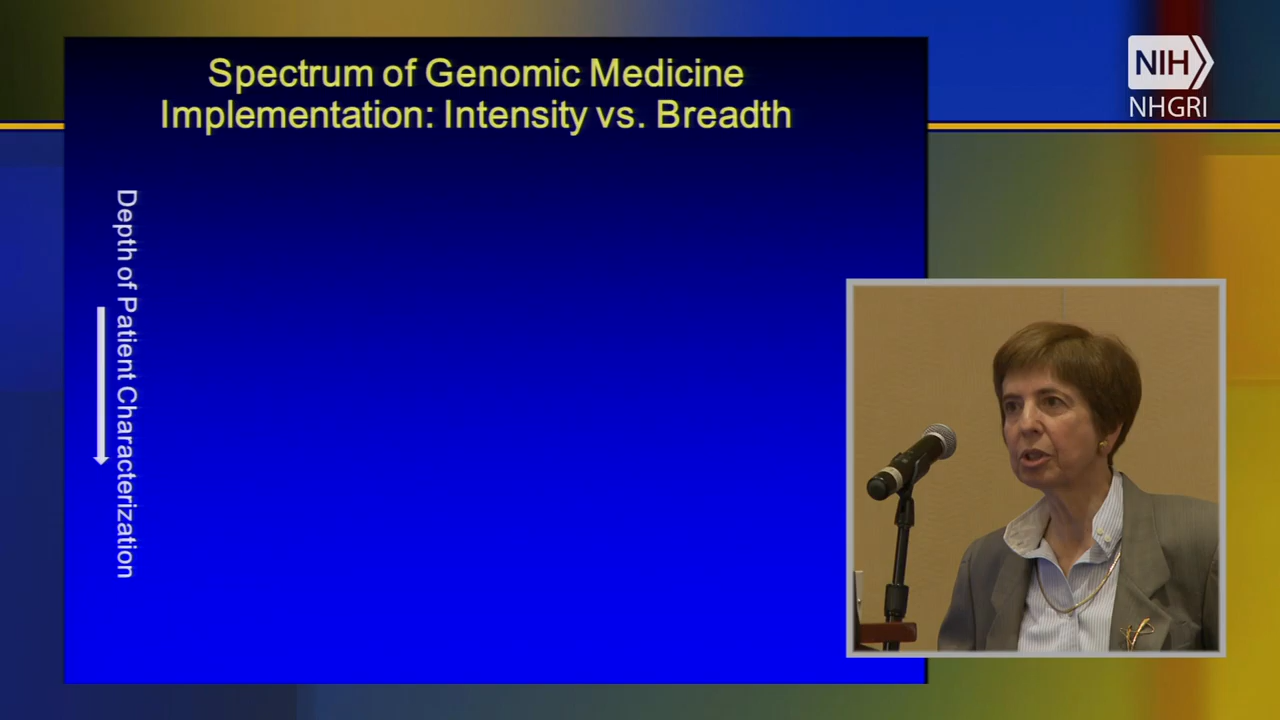 Spectrum of Genomic Medicine
Implementation: Intensity vs. Breadth
Depth of Patient Characterization
NIH
NHGRI